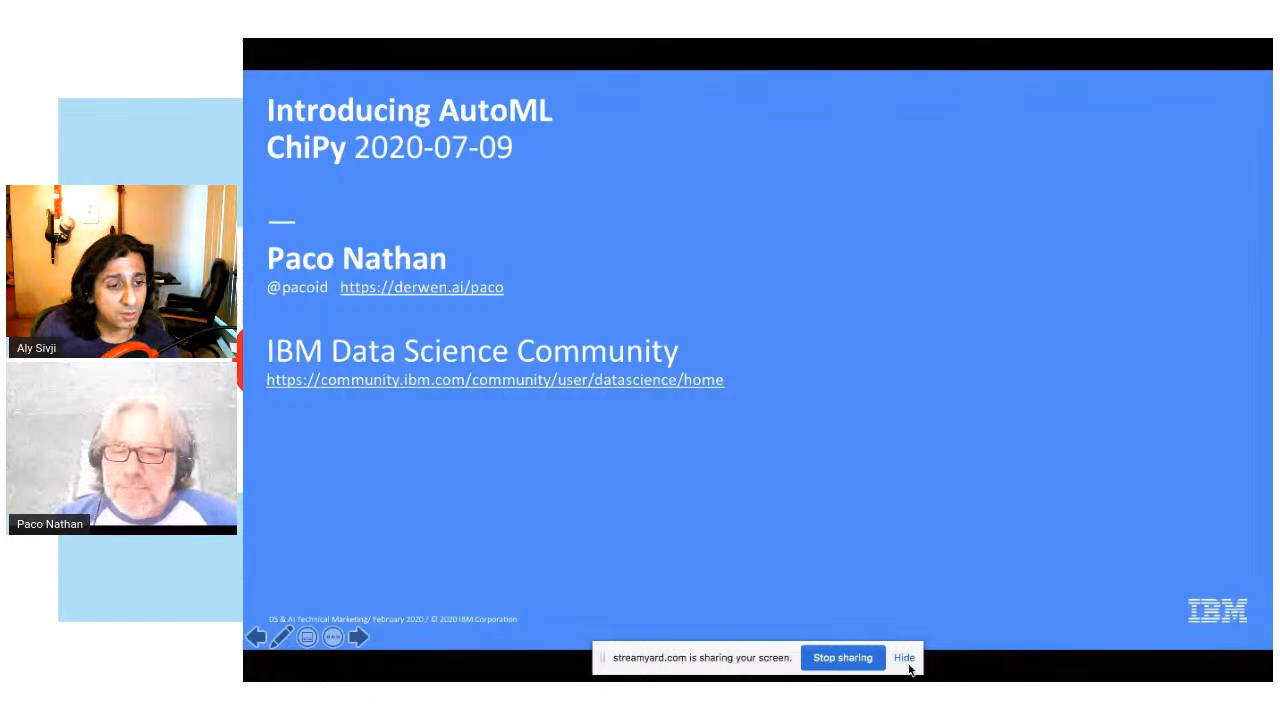 Introducing AutoML
ChiPy 2020-07-09
Paco Nathan
@pacoid https://derwen.ai/paco
IBM Data Science Community
https://community.ibm.com/community/user/datascience/home
Aly Sivji
Paco Nathan
DS & AI Technical Marketing/ February 2020 / © 2020 IBM Corporation
IBM
streamyard.com is sharing your screen.
Stop sharing
Hide